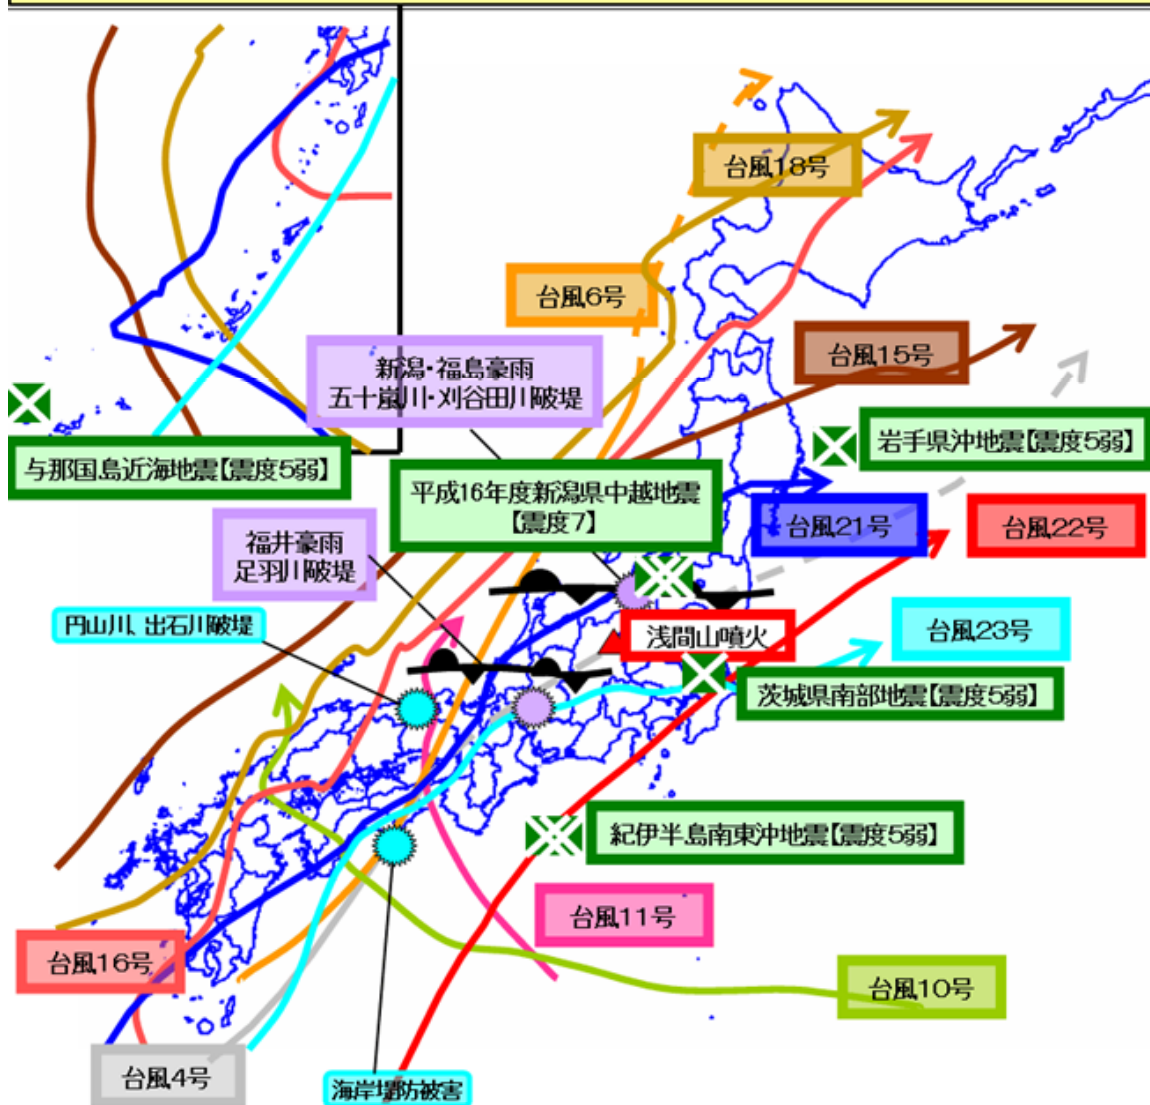 台風18号
台風6号
台風15号
新潟・福島豪雨
五十嵐川・刈谷田川破堤
岩手県沖地震【震度5弱】
与那国島近海地震【震度5弱】
平成16年度新潟県中越地震
【震度7】
台風21号
台風22号
福井豪雨
足羽川破堤
円山川、出石川破堤
浅間山噴火
台風23号
茨城県南部地震【震度5弱】
紀伊半島南東沖地震【震度5弱】
台風11号
台風16号
台風10号
台風4号
海岸堤防被害